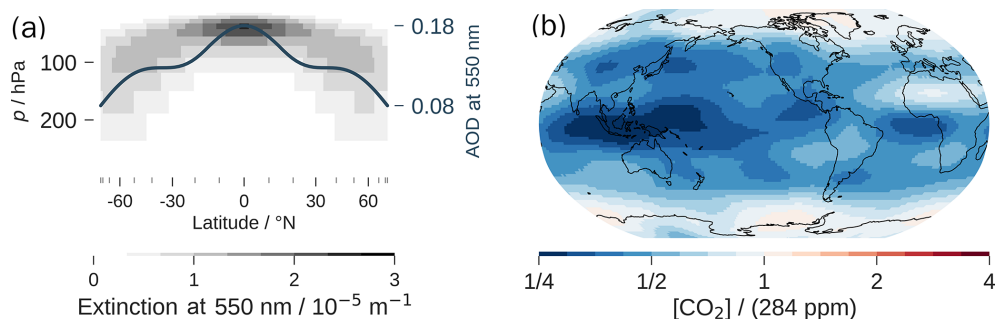 (a)
0.18
0.08
AOD at 550 nm
100
200
p / hPa
-60 -30 0 30 60
Latitude / °N
0 1 2 3
Extinction at 550 nm / 10⁻⁵ m⁻¹
(b)
1/4 1/2 1 2 4
[CO₂] / (284 ppm)